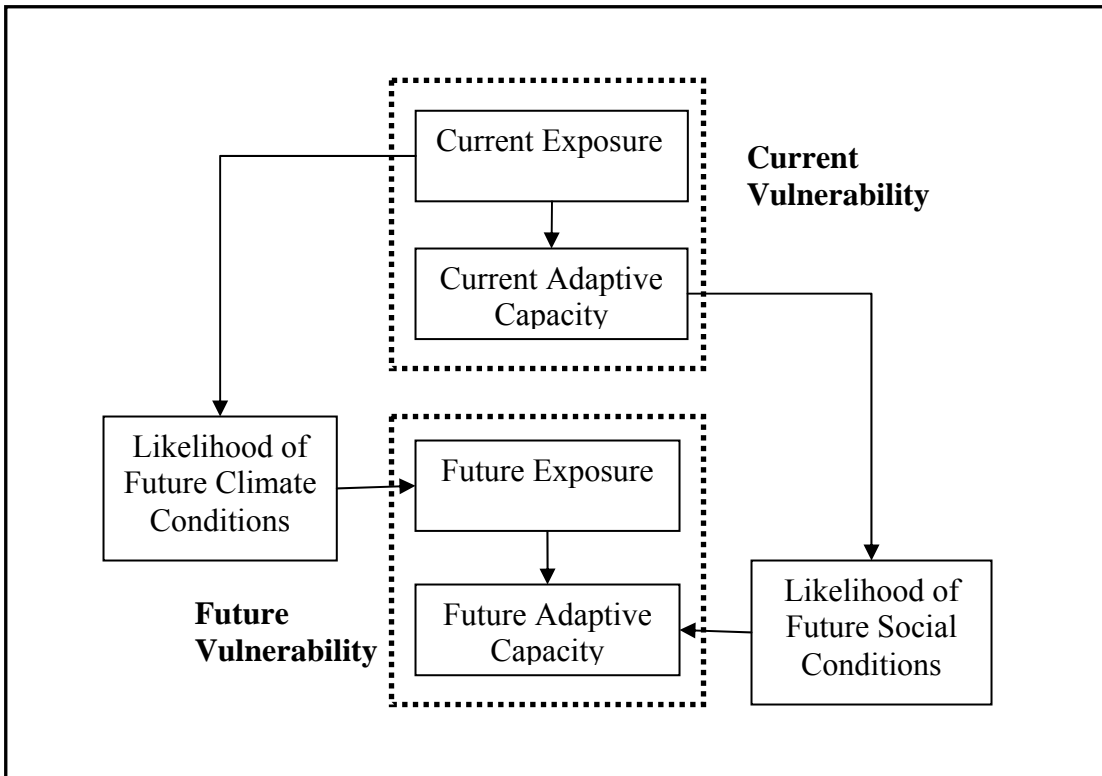 Current Exposure
Current
Vulnerability
Current Adaptive
Capacity
Likelihood of
Future Climate
Conditions
Future Exposure
Future
Vulnerability
Future Adaptive
Capacity
Likelihood of
Future Social
Conditions